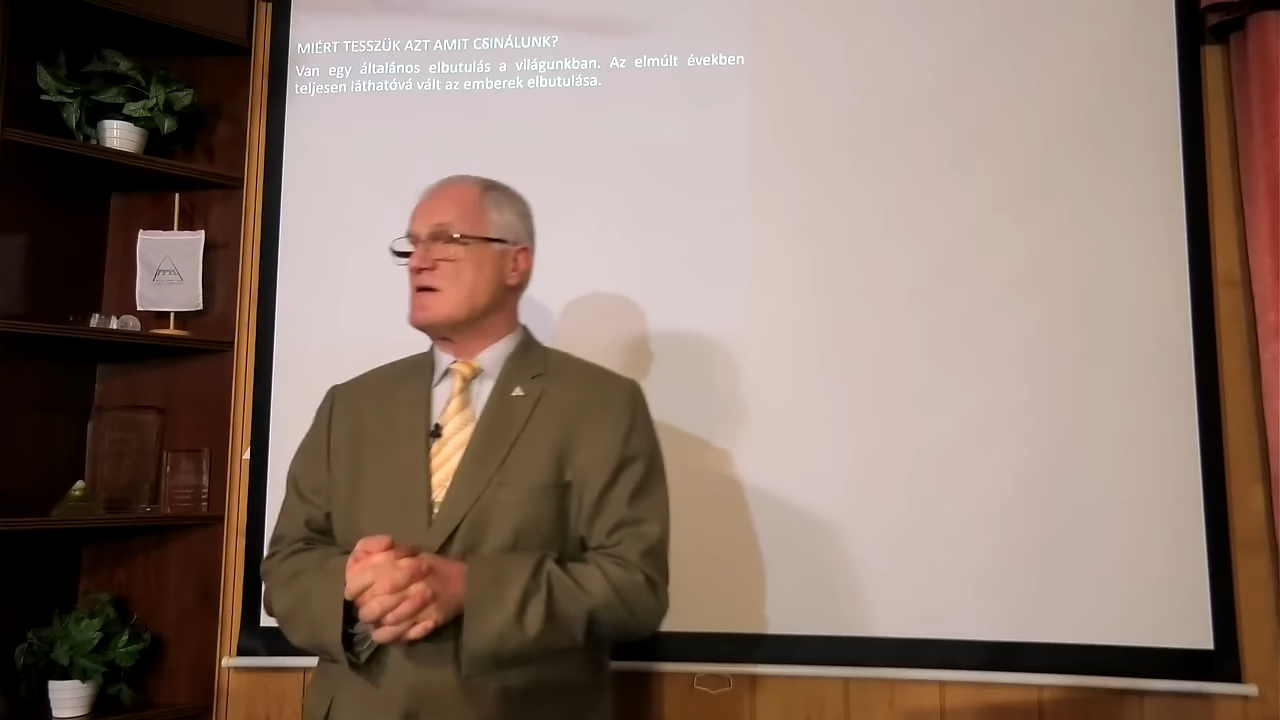 MIÉRT TESSZÜK AZT AMIT CSINÁLUNK?
Van egy általános elbutulás a világunkban. Az elmúlt években
teljesen láthatóvá vált az emberek elbutulása.